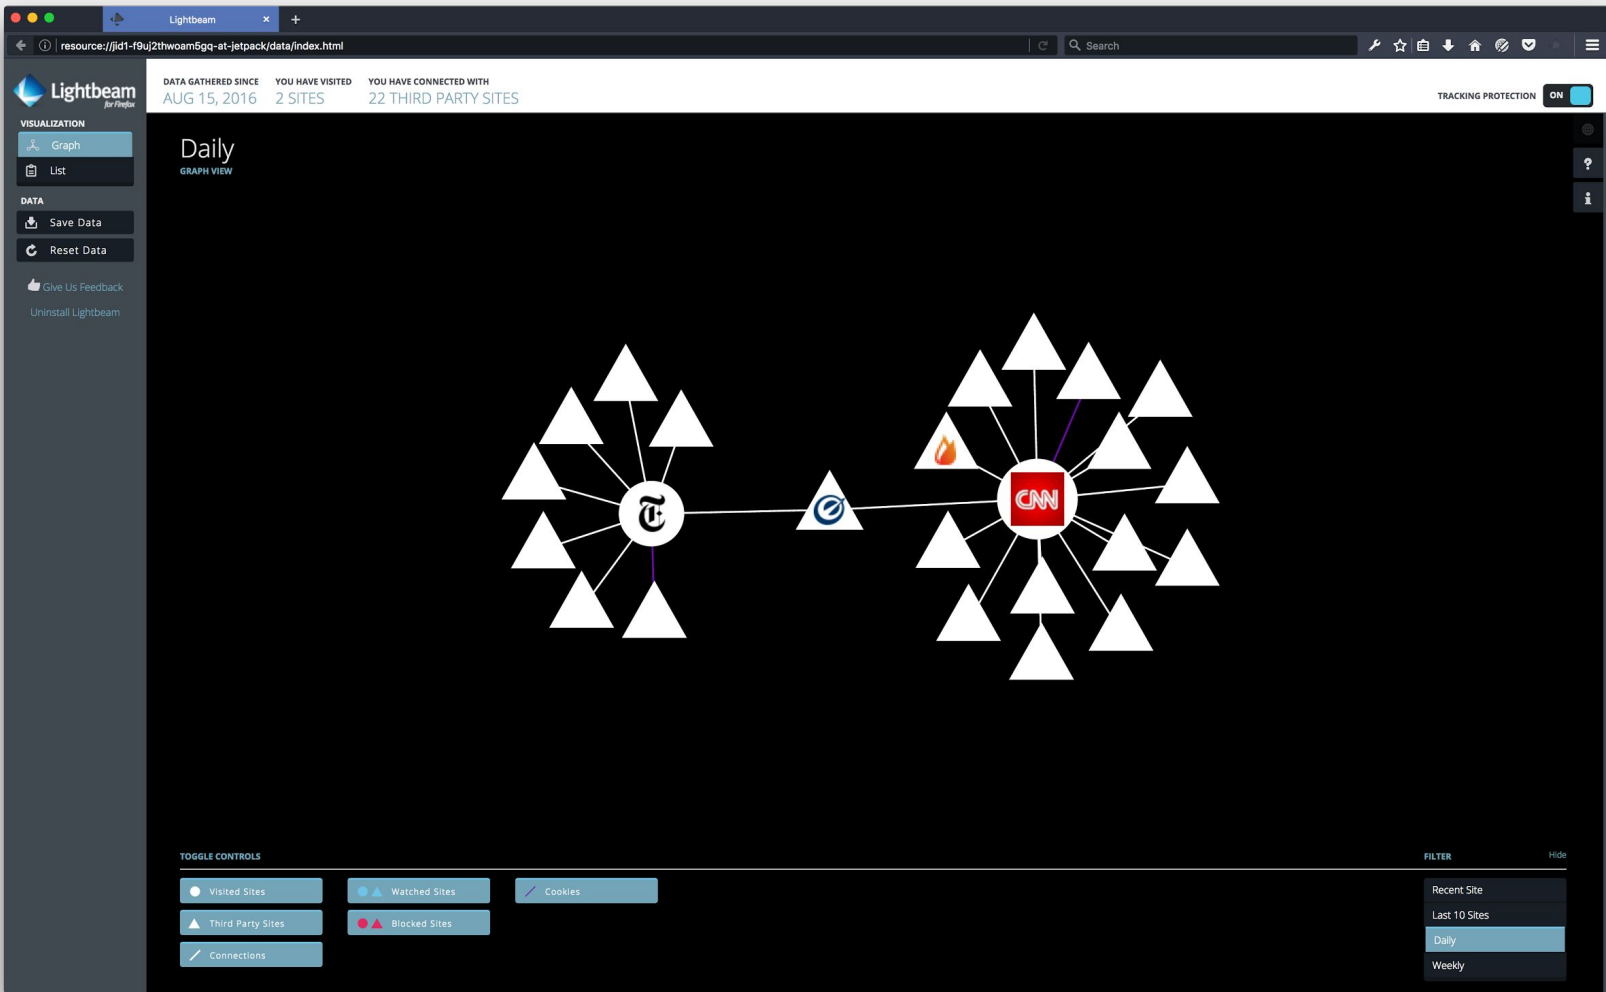 Lightbeam
resource://jid1-f9uj2thwoam5gq-at-jetpack/data/index.html
Search
Lightbeam
for Firefox
DATA GATHERED SINCE
AUG 15, 2016
YOU HAVE VISITED
2 SITES
YOU HAVE CONNECTED WITH
22 THIRD PARTY SITES
TRACKING PROTECTION
ON
VISUALIZATION
Graph
List
DATA
Save Data
Reset Data
Give Us Feedback
Uninstall Lightbeam
Daily
GRAPH VIEW
T
CNN
TOGGLE CONTROLS
Visited Sites
Watched Sites
Cookies
Third Party Sites
Blocked Sites
Connections
FILTER
Hide
Recent Site
Last 10 Sites
Daily
Weekly